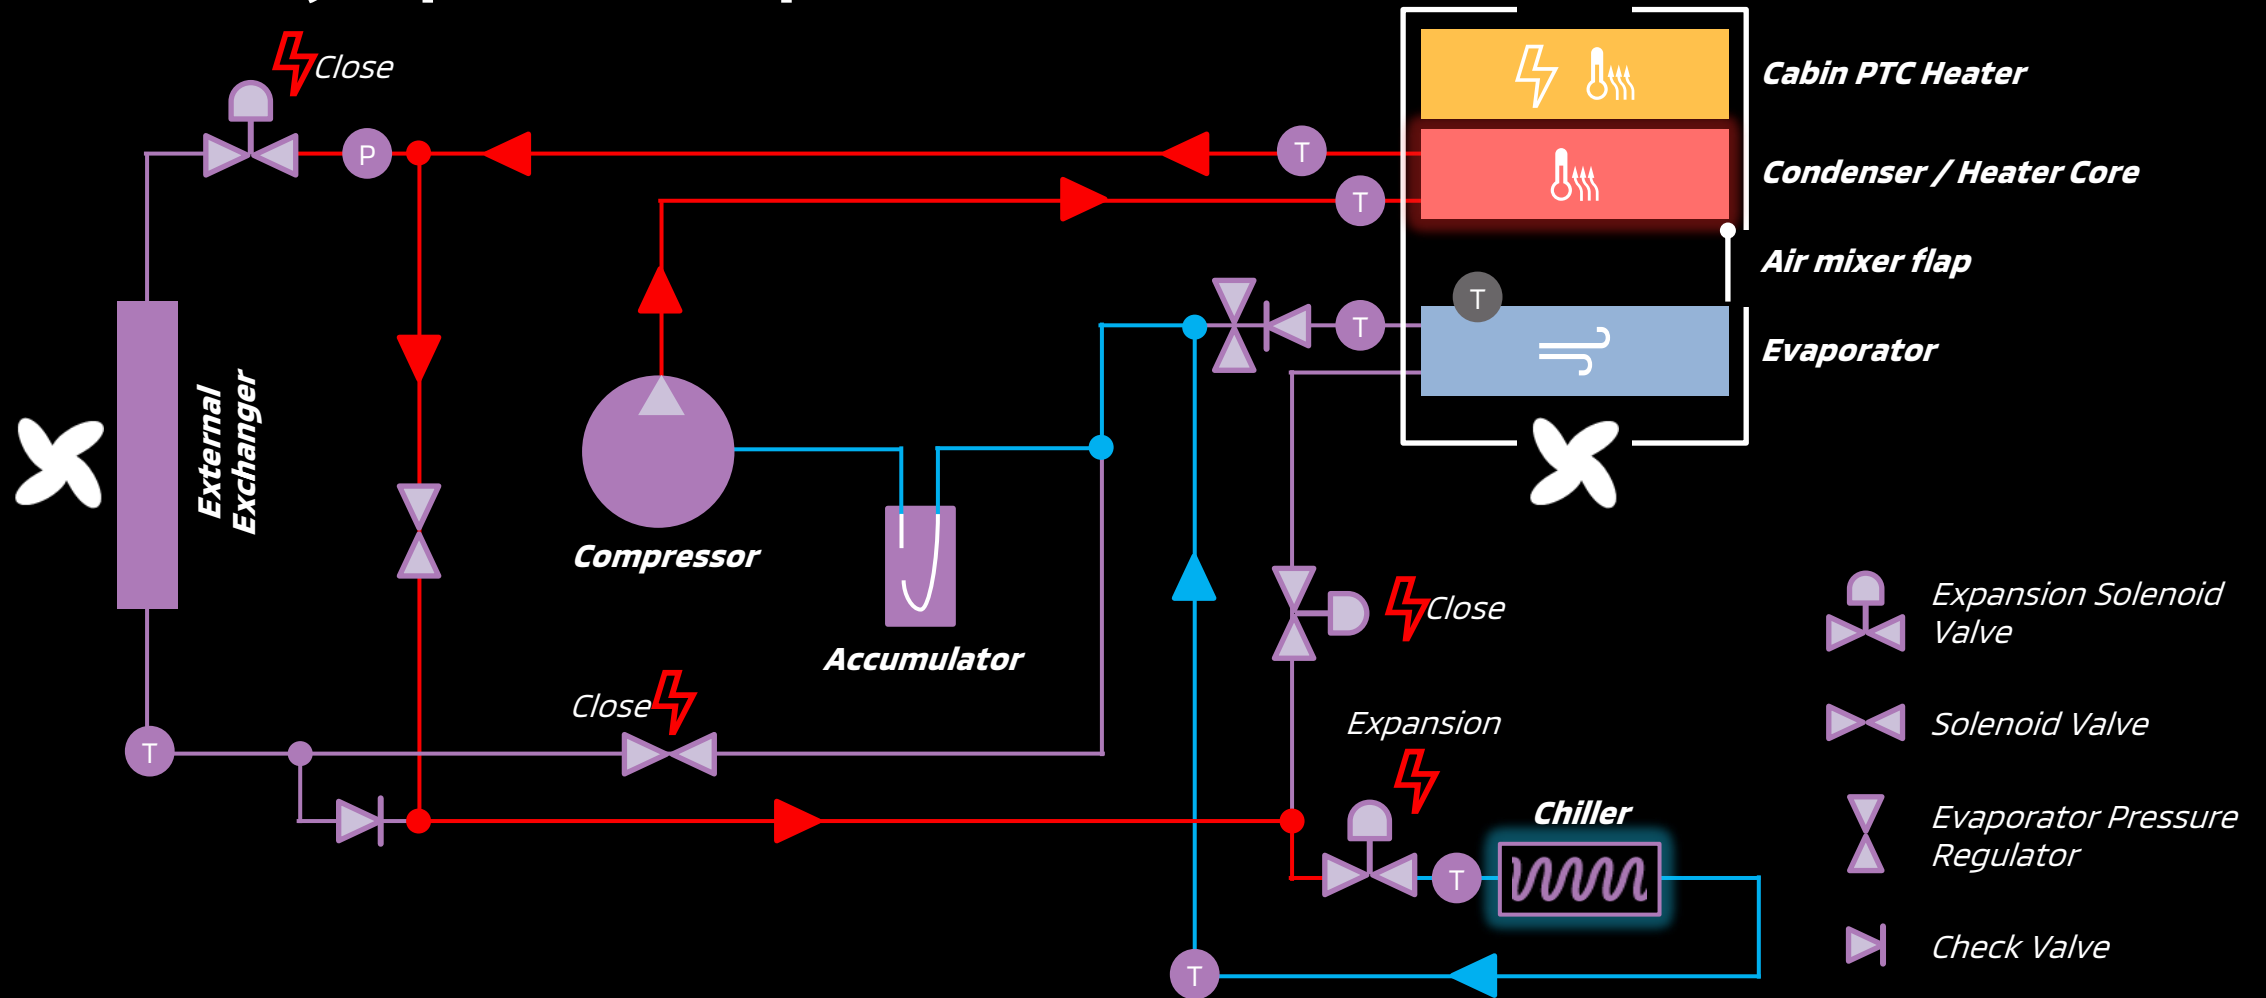 Close
Cabin PTC Heater
P
T
Condenser / Heater Core
T
Air mixer flap
T
T
Evaporator
External
Exchanger
Compressor
Accumulator
Close
Expansion Solenoid
Valve
Close
Expansion
Solenoid Valve
T
Chiller
Evaporator Pressure
Regulator
T
Check Valve
T